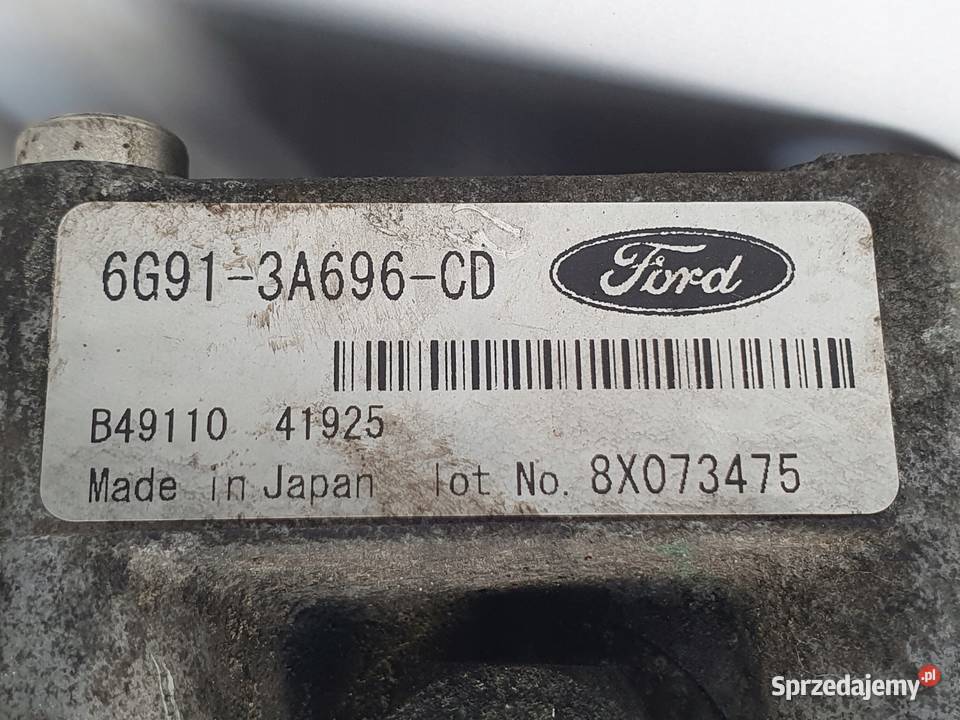 6G91-3A696-CD Ford
B49110 41925
Made in Japan lot No. 8X073475
Sprzedajemy.pl